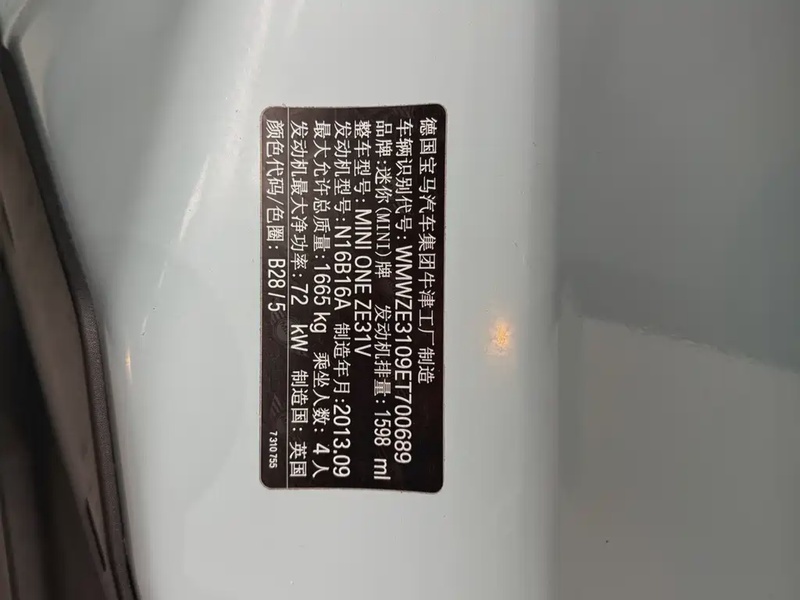 德国宝马汽车集团牛津工厂制造
车辆识别代号: WMWZE3109ET700689
品牌:迷你(MINI)牌 发动机排量:1598 ml
整车型号:MINI ONE ZE31V
发动机型号:N16B16A 制造年月:2013.09
最大允许总质量:1665 kg 乘坐人数: 4人
发动机最大净功率: 72 kW 制造国: 英国
颜色代码/色圈: B28/5
7 310 755